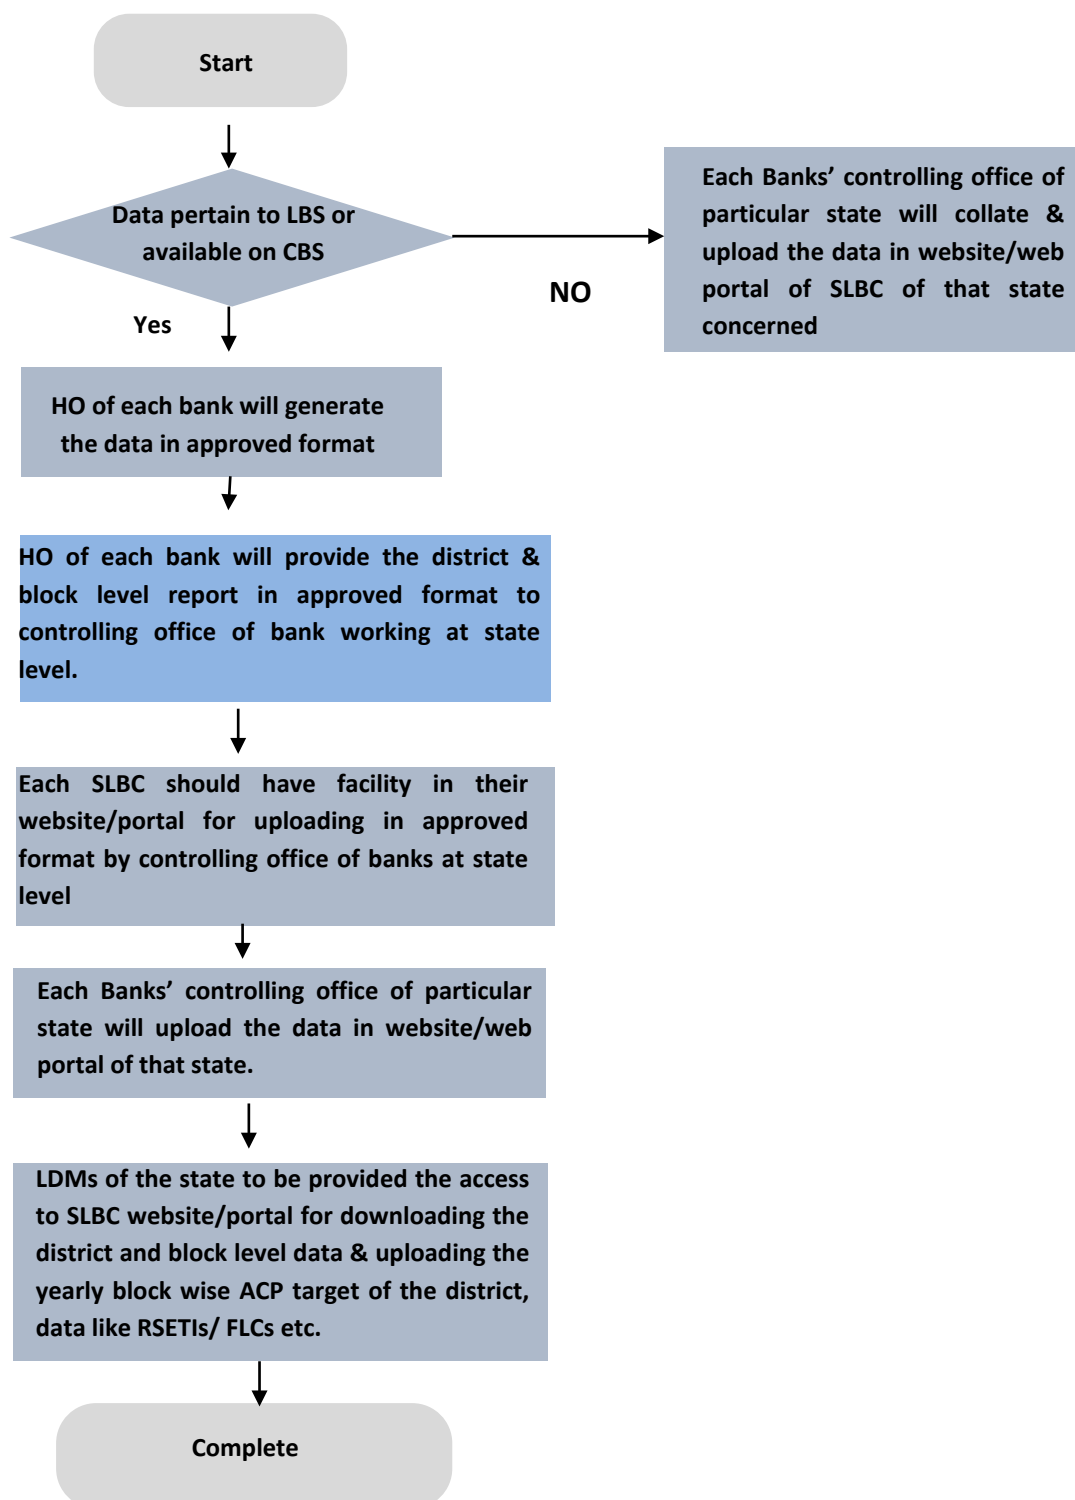 Start
Data pertain to LBS or
available on CBS
Each Banks’ controlling office of
particular state will collate &
upload the data in website/web
portal of SLBC of that state
concerned
NO
Yes
HO of each bank will generate
the data in approved format
HO of each bank will provide the district &
block level report in approved format to
controlling office of bank working at state
level.
Each SLBC should have facility in their
website/portal for uploading in approved
format by controlling office of banks at state
level
Each Banks’ controlling office of particular
state will upload the data in website/web
portal of that state.
LDMs of the state to be provided the access
to SLBC website/portal for downloading the
district and block level data & uploading the
yearly block wise ACP target of the district,
data like RSETIs/ FLCs etc.
Complete